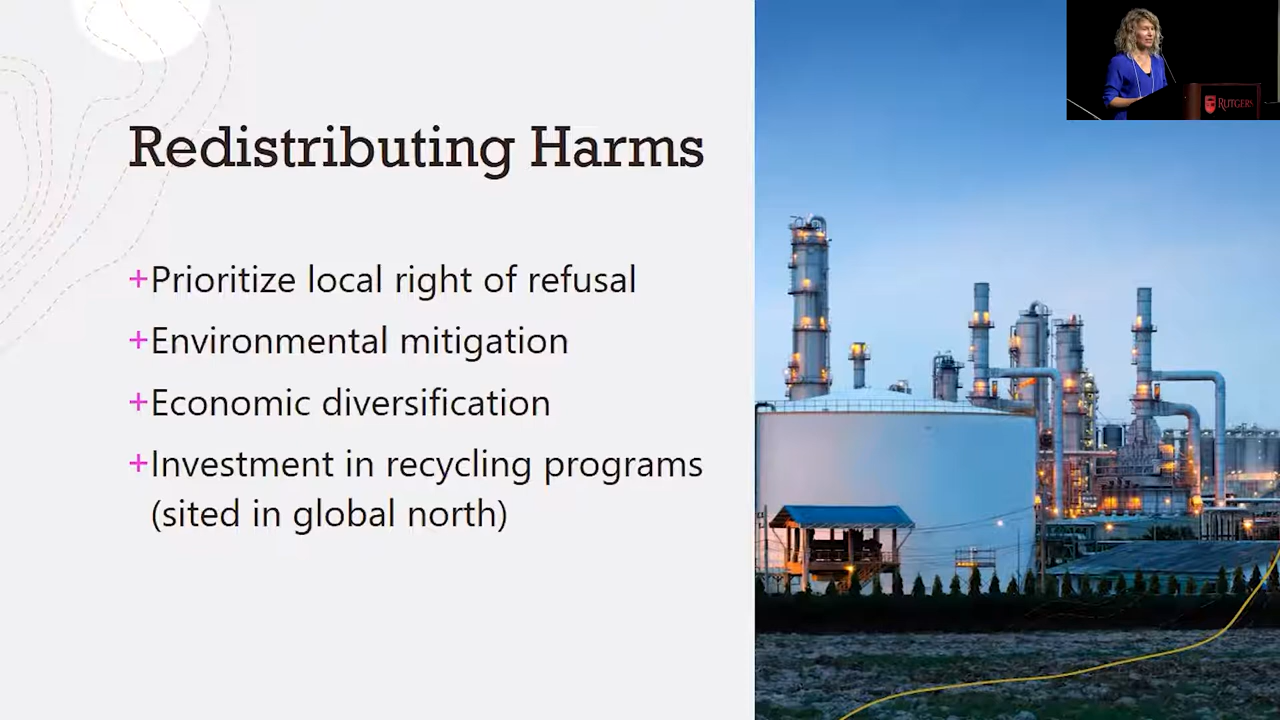 Redistributing Harms
+Prioritize local right of refusal
+Environmental mitigation
+Economic diversification
+Investment in recycling programs
(sited in global north)
RUTGERS